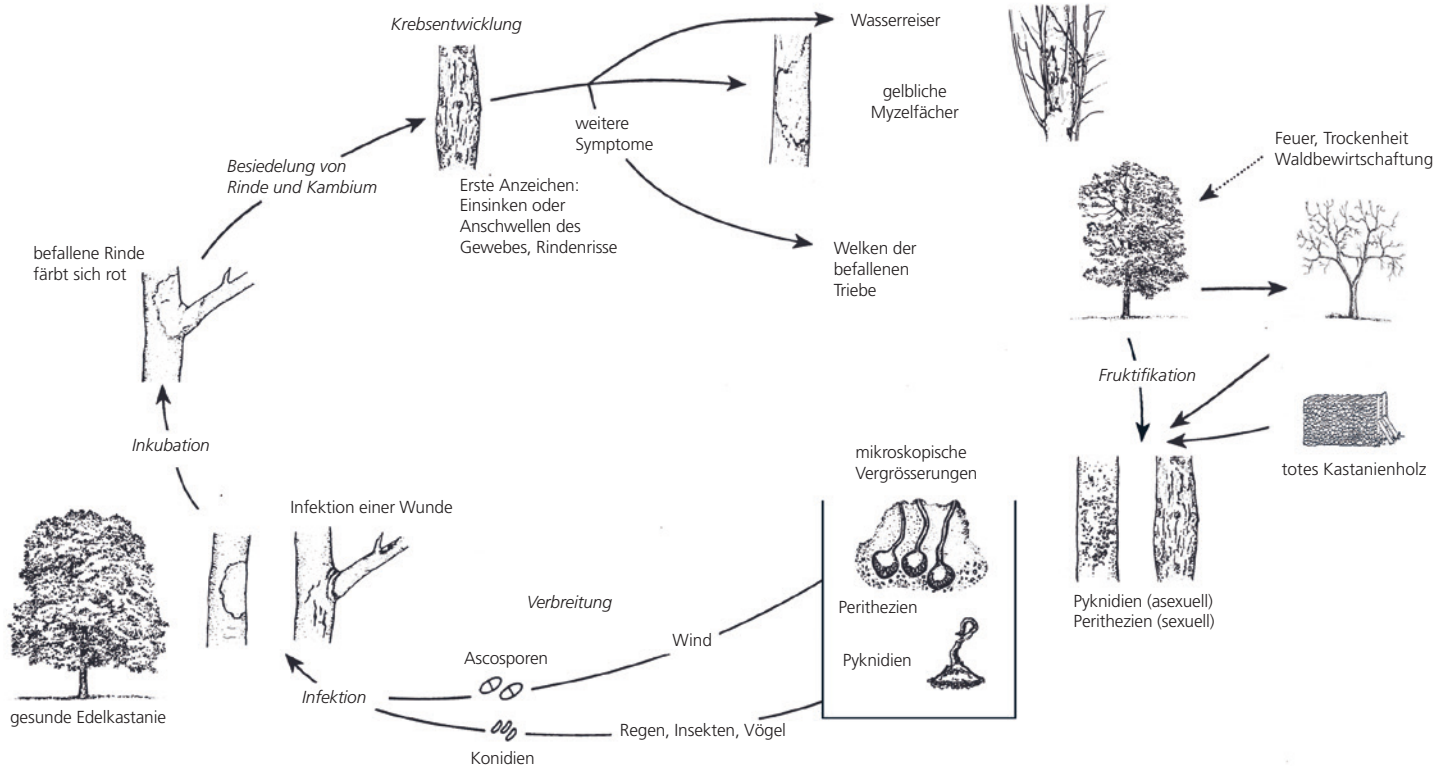 Krebsentwicklung
Wasserreiser
gelbliche
Myzelfächer
weitere
Symptome
Feuer, Trockenheit
Waldbewirtschaftung
Besiedelung von
Rinde und Kambium
Erste Anzeichen:
Einsinken oder
Anschwellen des
Gewebes, Rindenrisse
befallene Rinde
färbt sich rot
Welken der
befallenen
Triebe
Fruktifikation
Inkubation
mikroskopische
Vergrösserungen
totes Kastanienholz
Infektion einer Wunde
Verbreitung
Perithezien
Pyknidien (asexuell)
Perithezien (sexuell)
Wind
Ascosporen
Pyknidien
Infektion
gesunde Edelkastanie
Regen, Insekten, Vögel
Konidien